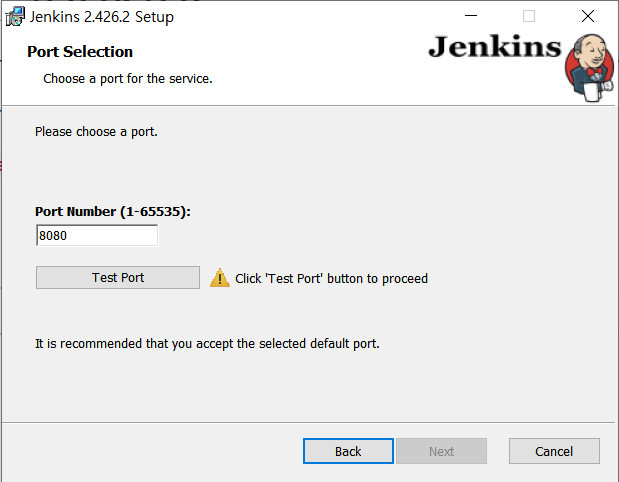 Jenkins 2.426.2 Setup
Port Selection
Jenkins
Choose a port for the service.
Please choose a port.
Port Number (1-65535):
8080
Test Port
Click 'Test Port' button to proceed
It is recommended that you accept the selected default port.
Back
Next
Cancel